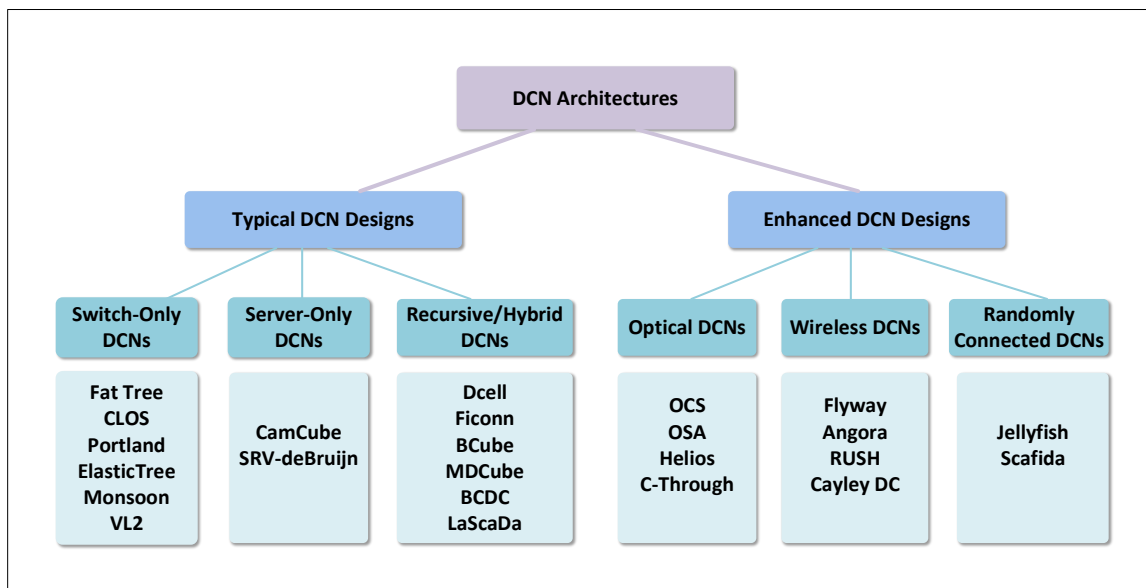 DCN Architectures
Typical DCN Designs
Enhanced DCN Designs
Switch-Only
DCNs
Server-Only
DCNs
Recursive/Hybrid
DCNs
Optical DCNs
Wireless DCNs
Randomly
Connected DCNs
Fat Tree
CLOS
Portland
ElasticTree
Monsoon
VL2
CamCube
SRV-deBruijn
Dcell
Ficonn
BCube
MDCube
BCDC
LaScaDa
OCS
OSA
Helios
C-Through
Flyway
Angora
RUSH
Cayley DC
Jellyfish
Scafida